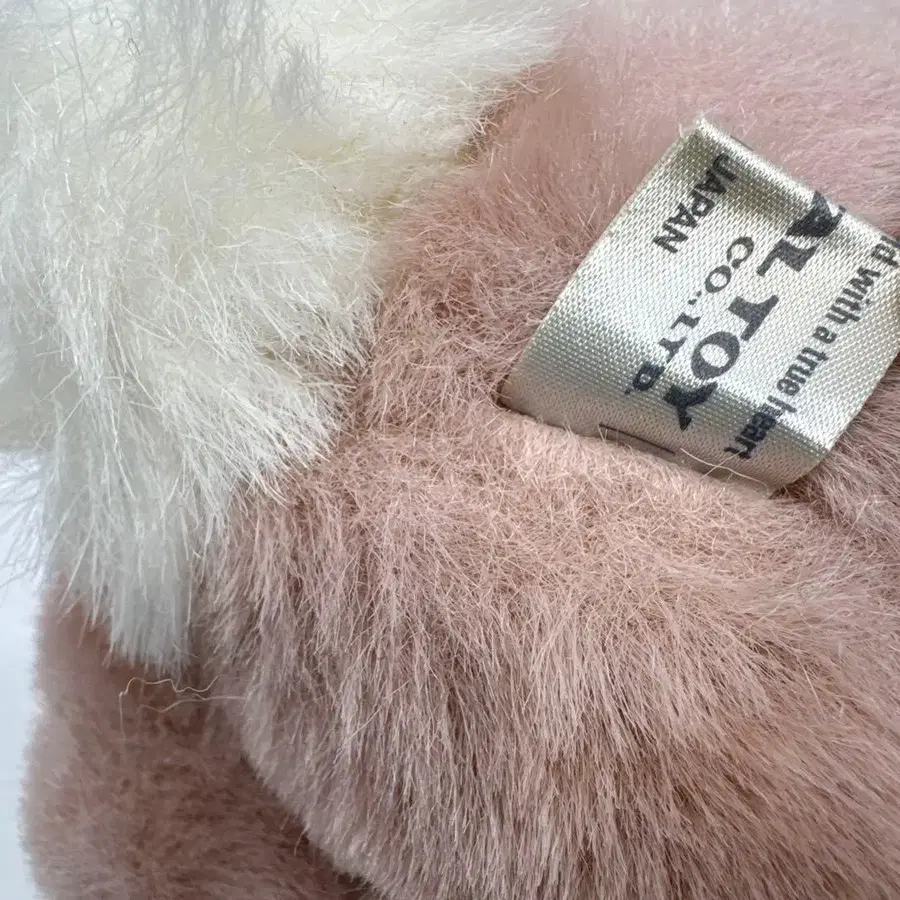 with a true heart
TOY
CO.,LTD.
JAPAN